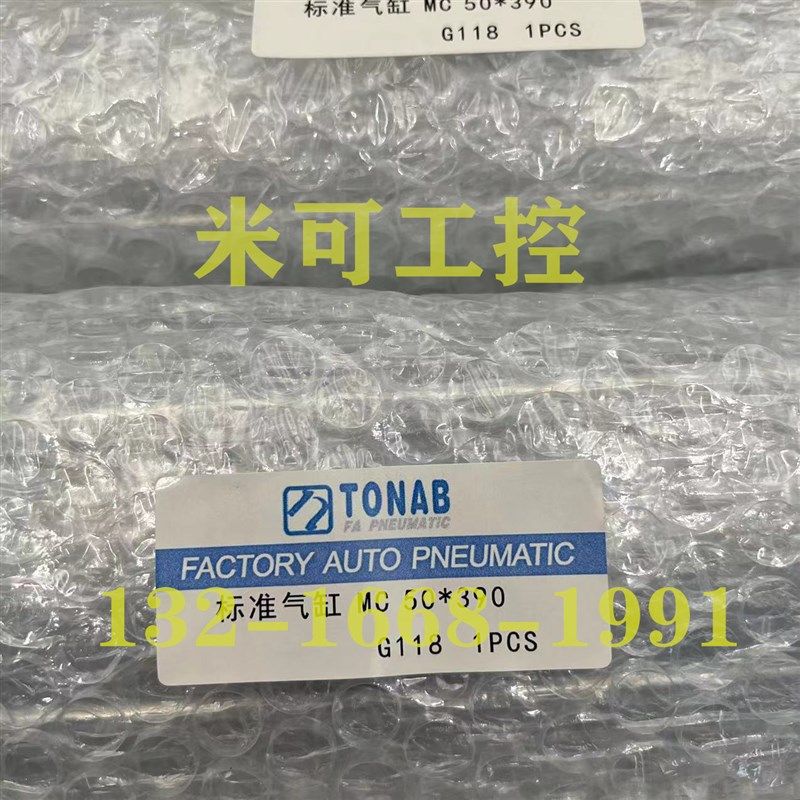 标准气缸 MC 50*390
G118 1PCS
米可工控
TONAB
FA PNEUMATIC
FACTORY AUTO PNEUMATIC
标准气缸 MC 50*390
132-1668-1991
G118 1PCS